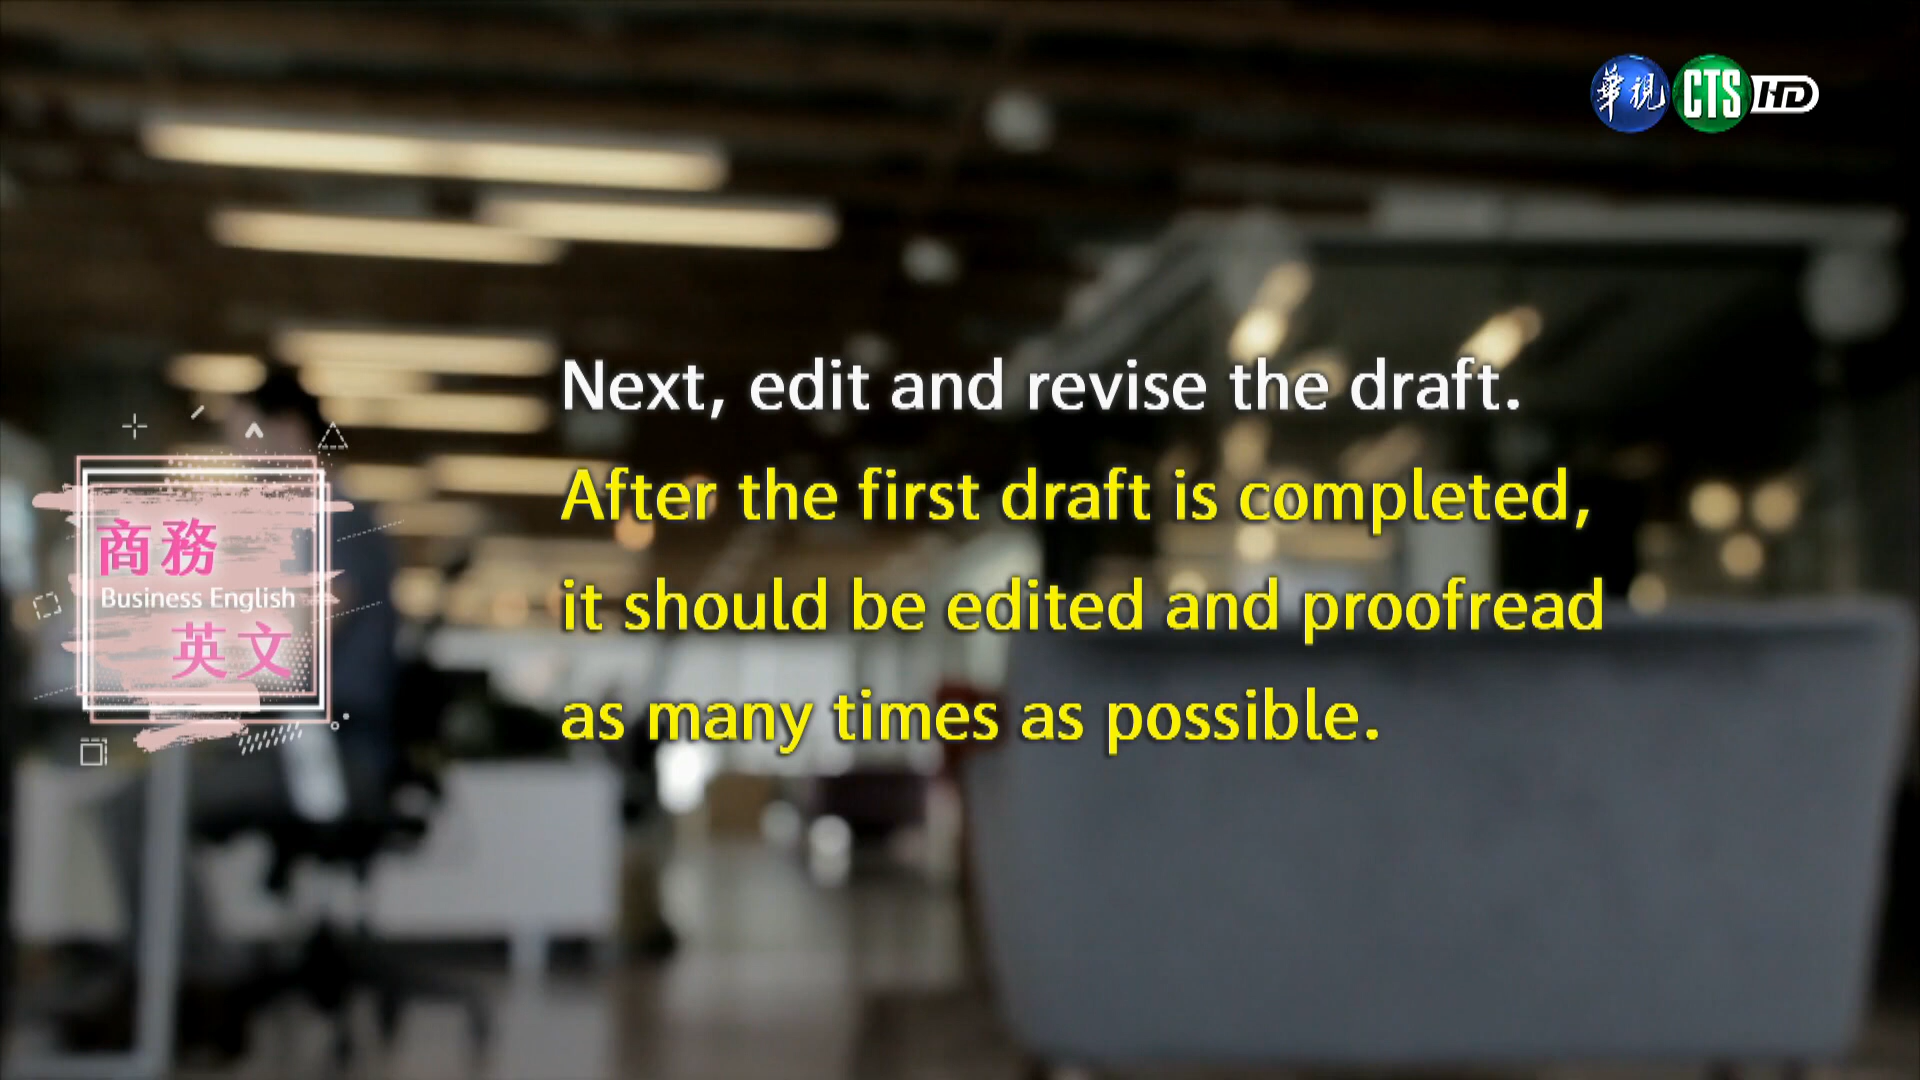 華視 CTS HD
Next, edit and revise the draft.
After the first draft is completed,
it should be edited and proofread
as many times as possible.
商務
Business English
英文